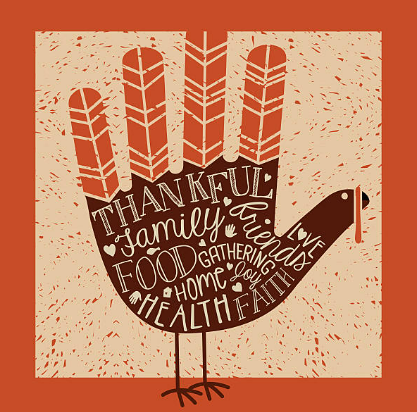 THANKFUL
family friends
LOVE
FOOD GATHERING
HOME Joy FAITH
HEALTH